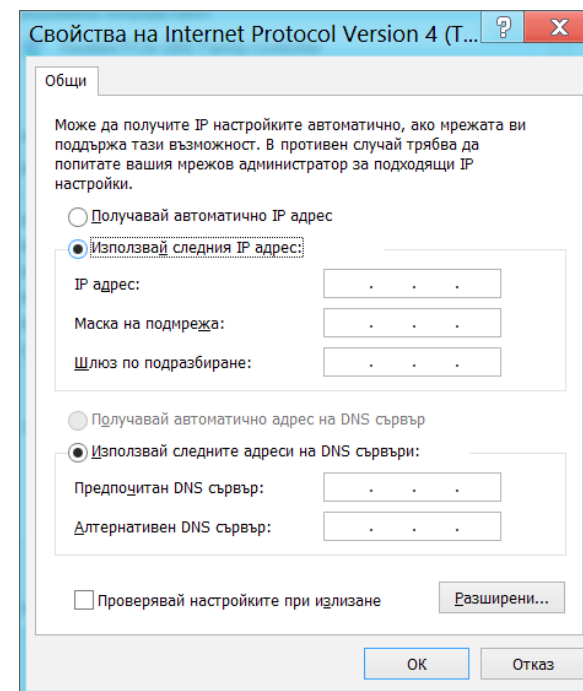 Свойства на Internet Protocol Version 4 (T...
Общи
Може да получите IP настройките автоматично, ако мрежата ви
поддържа тази възможност. В противен случай трябва да
попитате вашия мрежов администратор за подходящи IP
настройки.
Получавай автоматично IP адрес
Използвай следния IP адрес:
IP адрес:
Маска на подмрежа:
Шлюз по подразбиране:
Получавай автоматично адрес на DNS сървър
Използвай следните адреси на DNS сървъри:
Предпочитан DNS сървър:
Алтернативен DNS сървър:
Проверявай настройките при излизане
Разширени...
ОК
Отказ